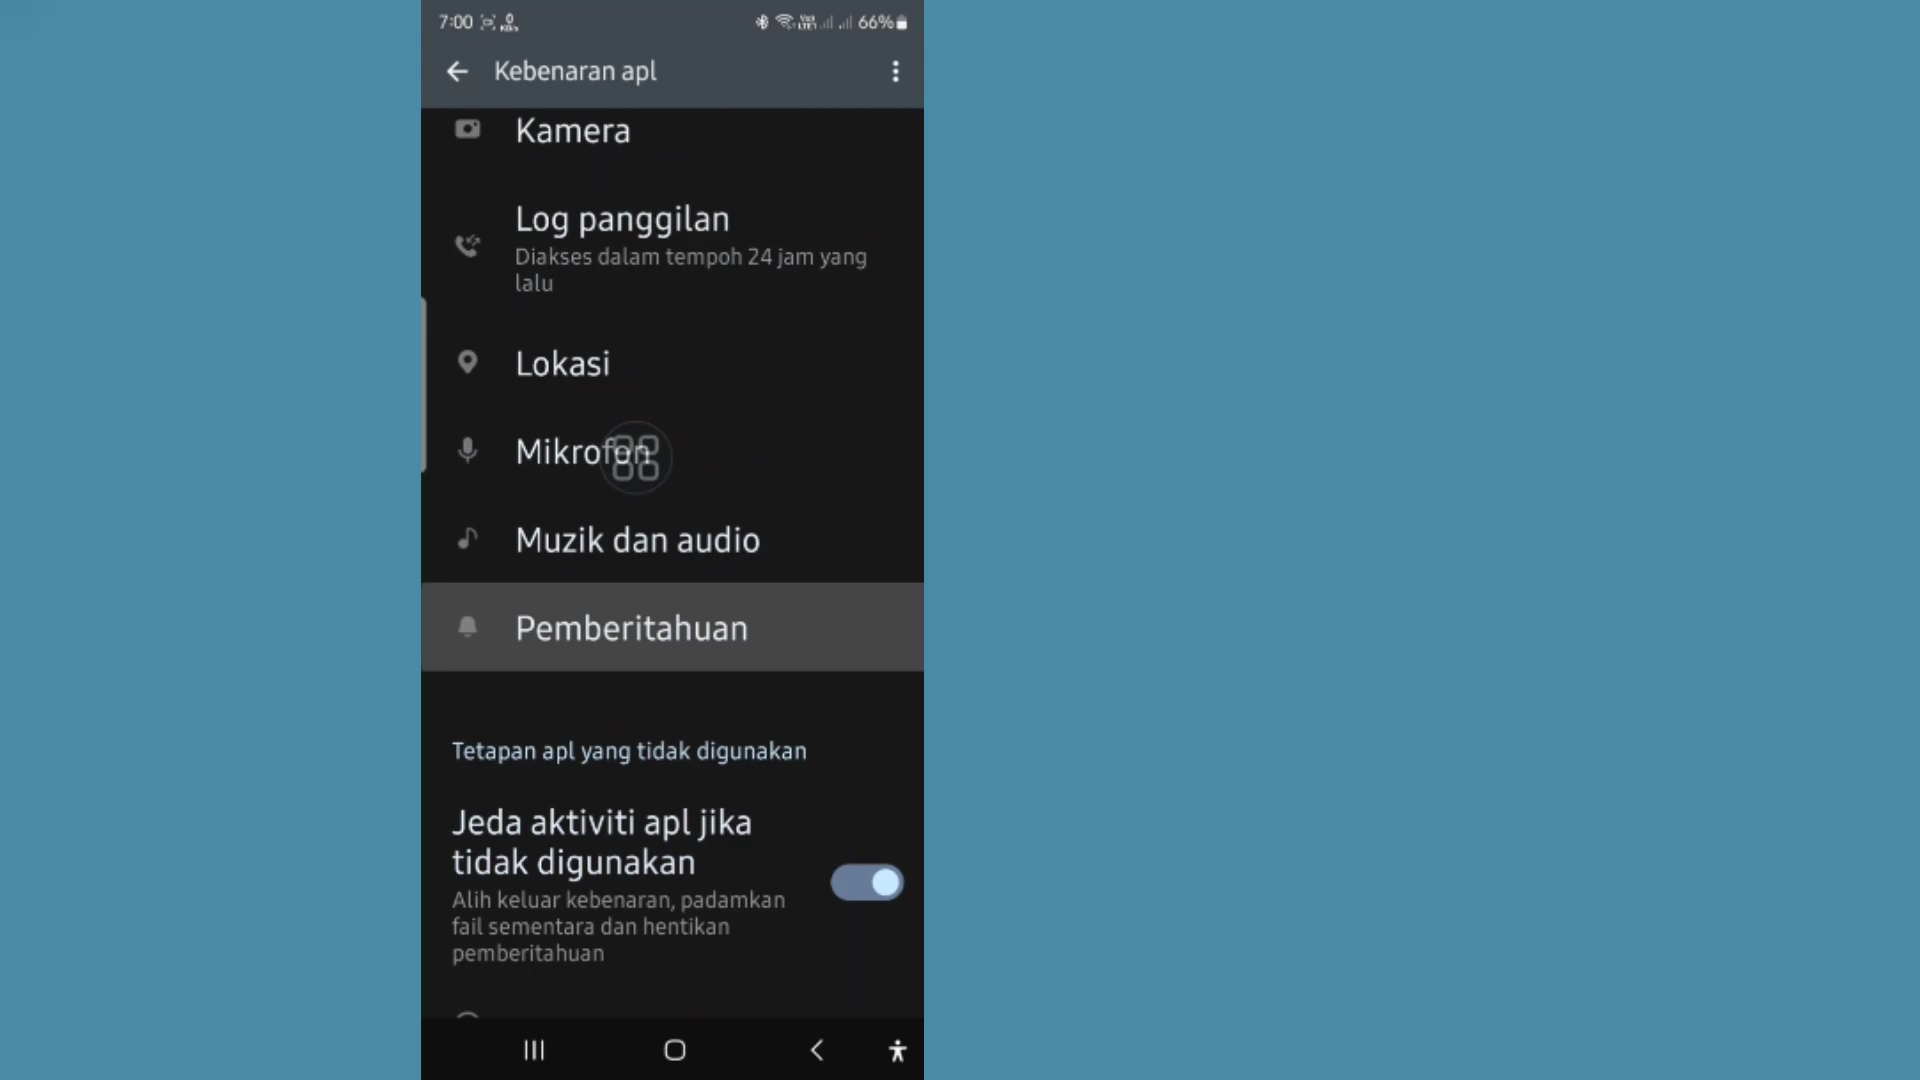 7:00
66%
Kebenaran apl
Kamera
Log panggilan
Diakses dalam tempoh 24 jam yang
lalu
Lokasi
Mikrofon
Muzik dan audio
Pemberitahuan
Tetapan apl yang tidak digunakan
Jeda aktiviti apl jika
tidak digunakan
Alih keluar kebenaran, padamkan
fail sementara dan hentikan
pemberitahuan